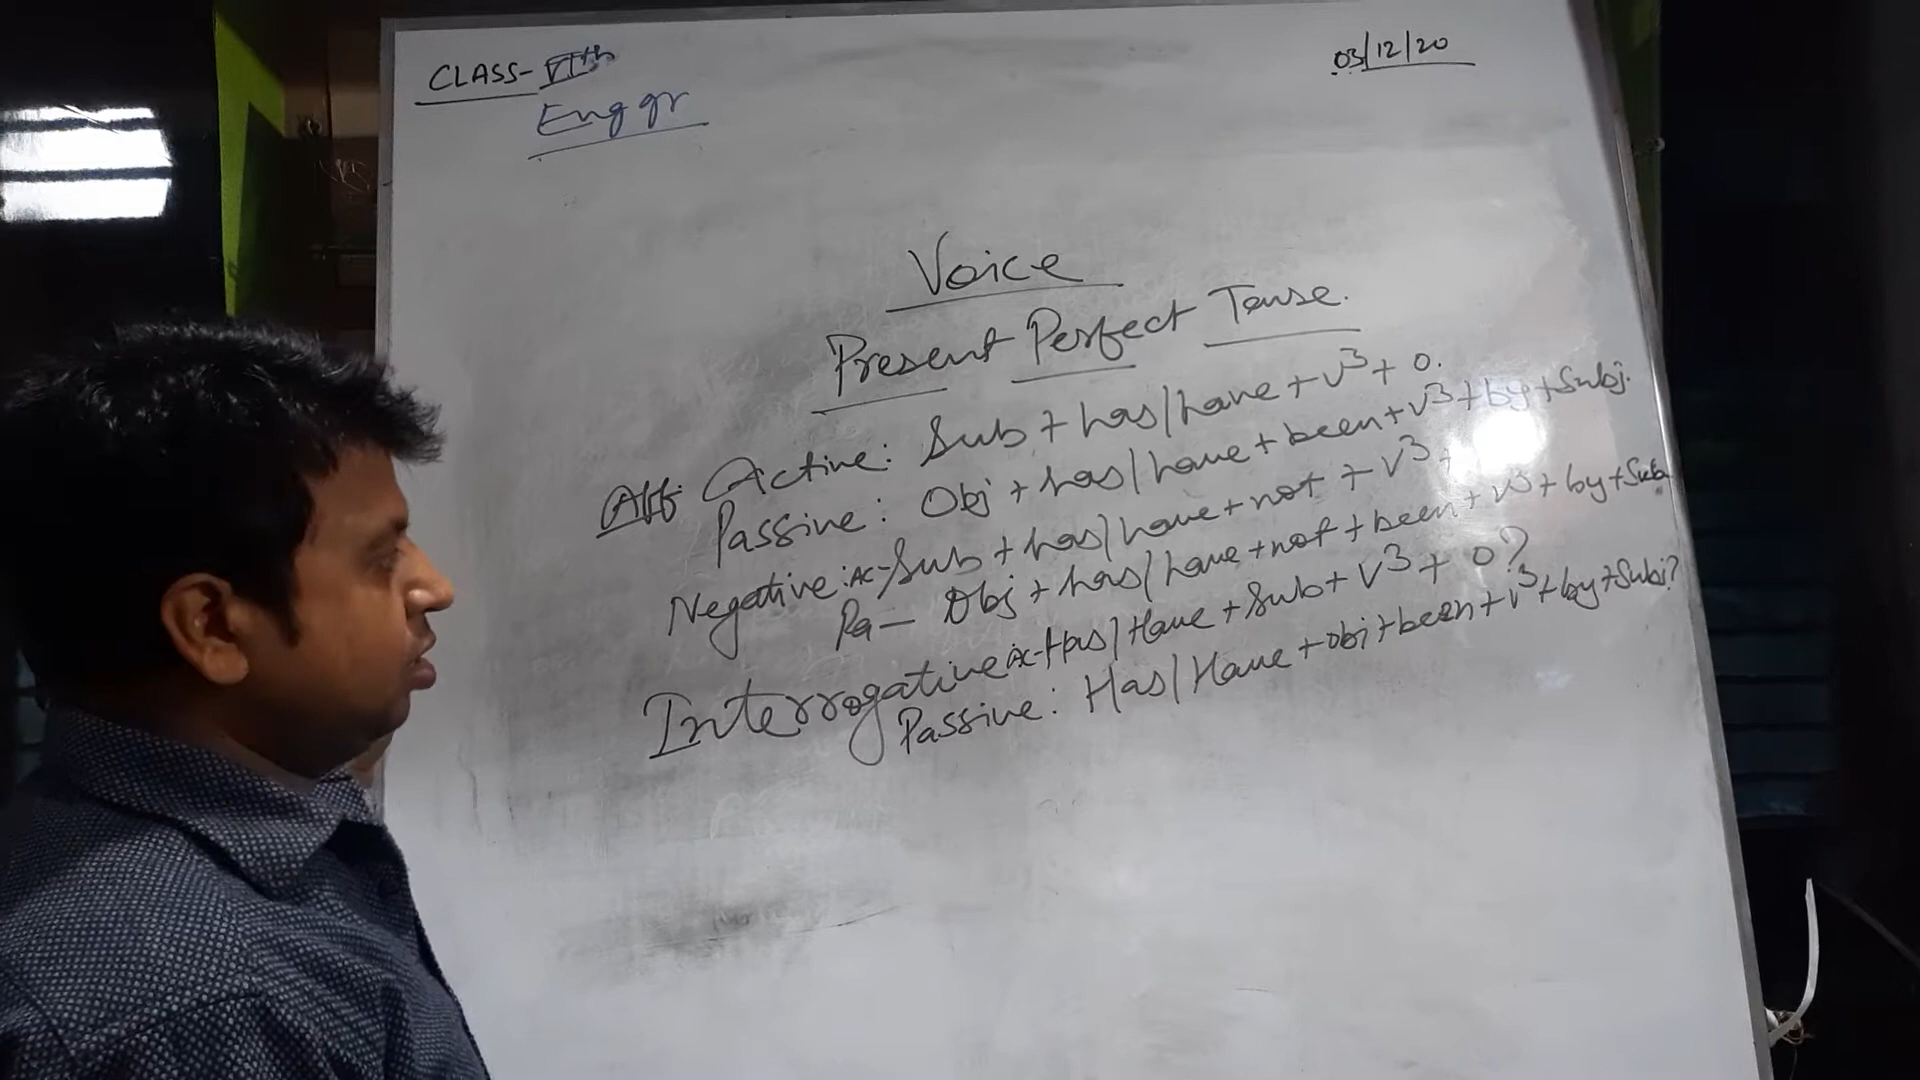 CLASS-VIth
03/12/20
Eng gr
Voice
Present Perfect Tense.
Aff. Active: Sub + has/have + v³ + o.
Passive: Obj + has/have + been + v³ + by + Subj.
Negative: Ac- Sub + has/have + not + v³ +
Pa- Obj + has/have + not + been + v³ + by + Sub
Interrogative Ac- Has/Have + Sub + v³ + o?
Passive: Has/Have + obj + been + v³ + by + Subj?